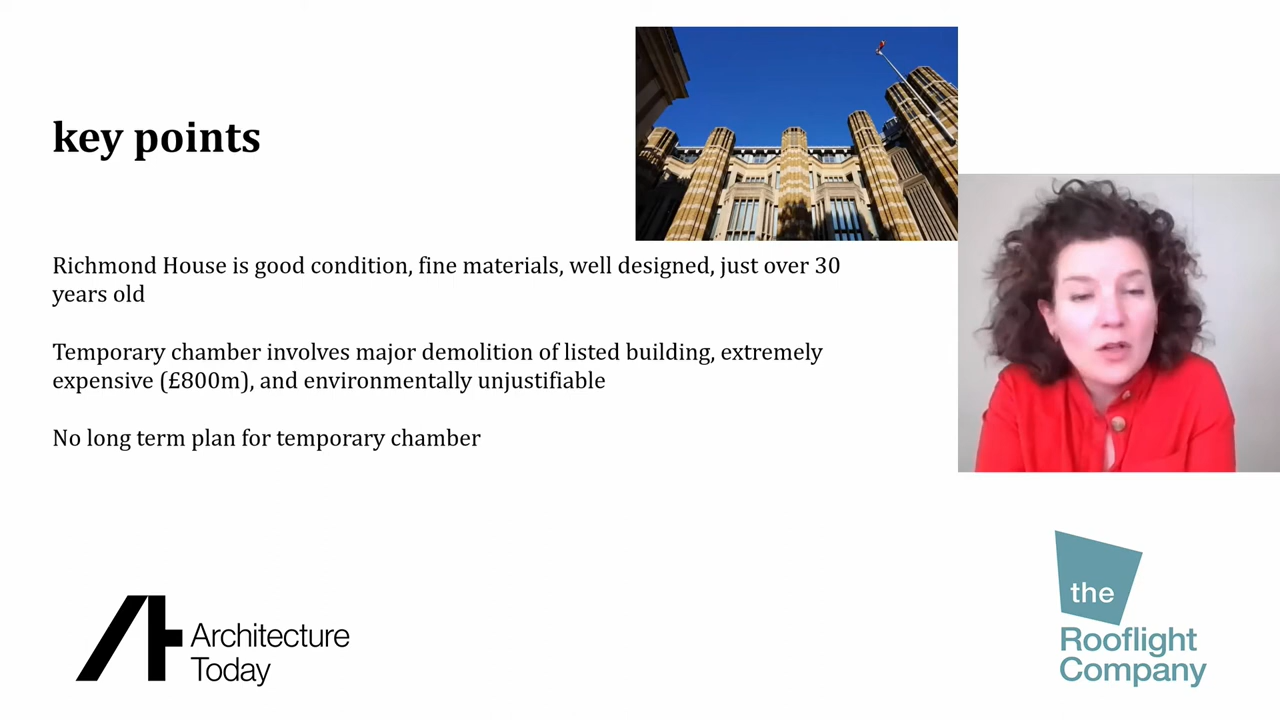 key points
Richmond House is good condition, fine materials, well designed, just over 30
years old
Temporary chamber involves major demolition of listed building, extremely
expensive (£800m), and environmentally unjustifiable
No long term plan for temporary chamber
Architecture
Today
the
Rooflight
Company